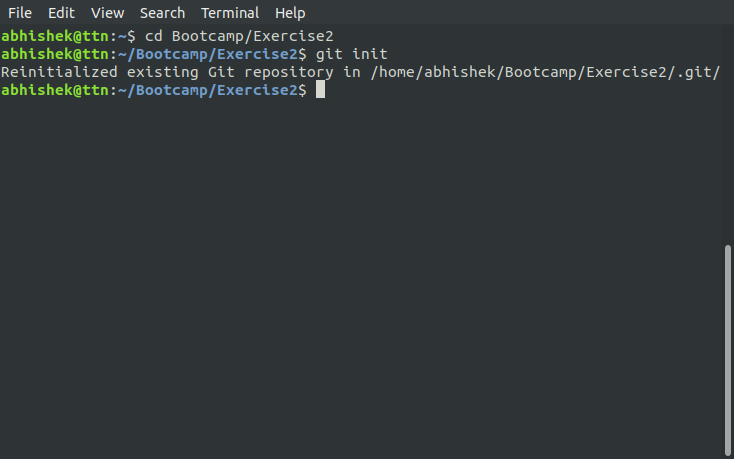 File Edit View Search Terminal Help
abhishek@ttn:~$ cd Bootcamp/Exercise2
abhishek@ttn:~/Bootcamp/Exercise2$ git init
Reinitialized existing Git repository in /home/abhishek/Bootcamp/Exercise2/.git/
abhishek@ttn:~/Bootcamp/Exercise2$